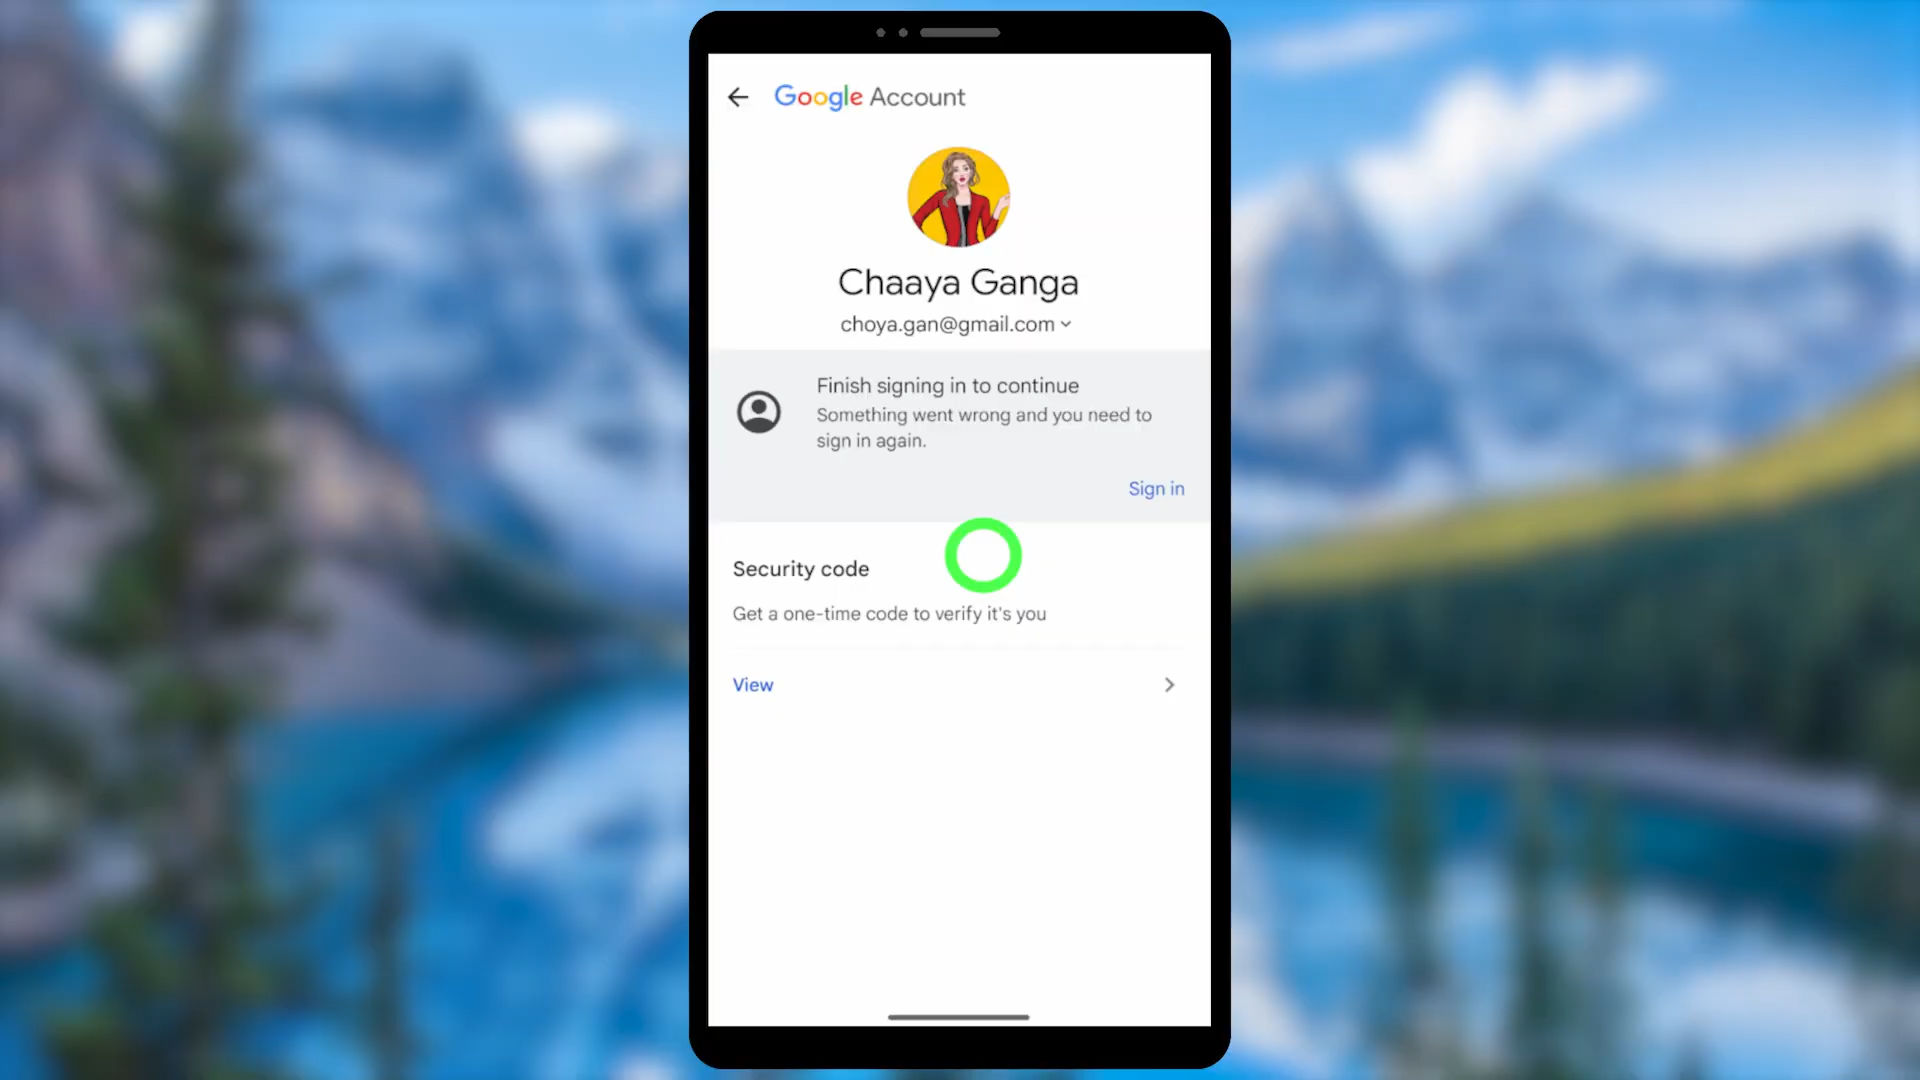 Google Account
Chaaya Ganga
choya.gan@gmail.com
Finish signing in to continue
Something went wrong and you need to
sign in again.
Sign in
Security code
Get a one-time code to verify it's you
View